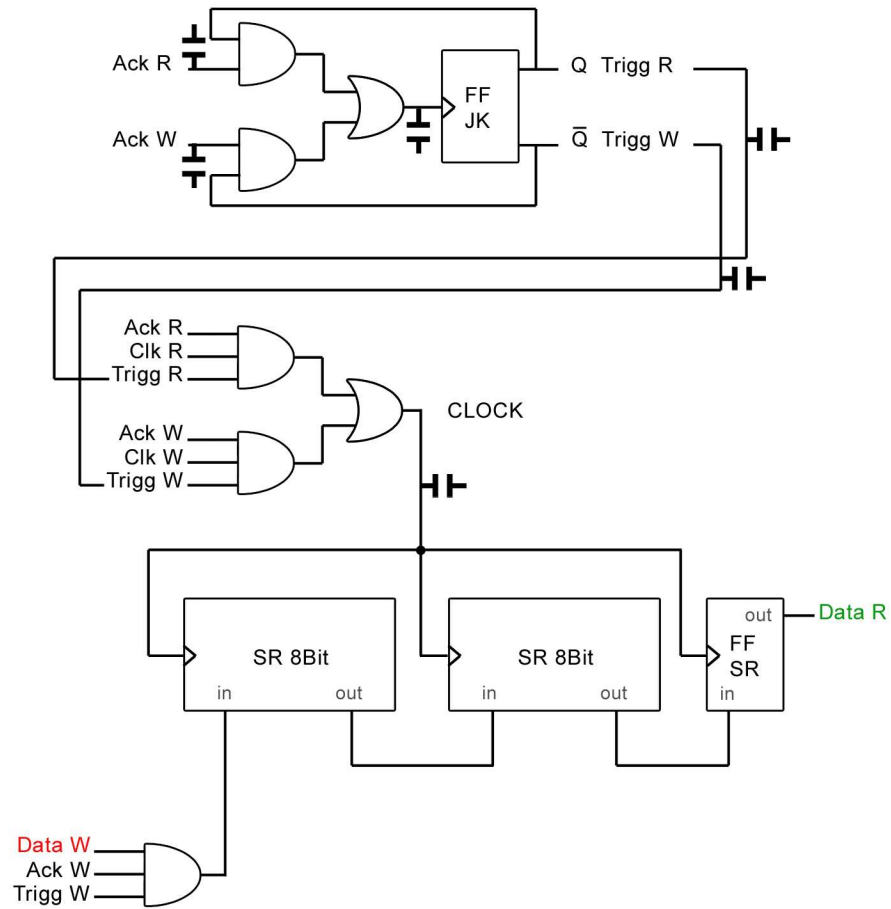 Ack R
Ack W
FF
JK
Q Trigg R
Q̅ Trigg W
Ack R
Clk R
Trigg R
Ack W
Clk W
Trigg W
CLOCK
SR 8Bit
in out
SR 8Bit
in out
out
FF
SR
in
Data R
Data W
Ack W
Trigg W